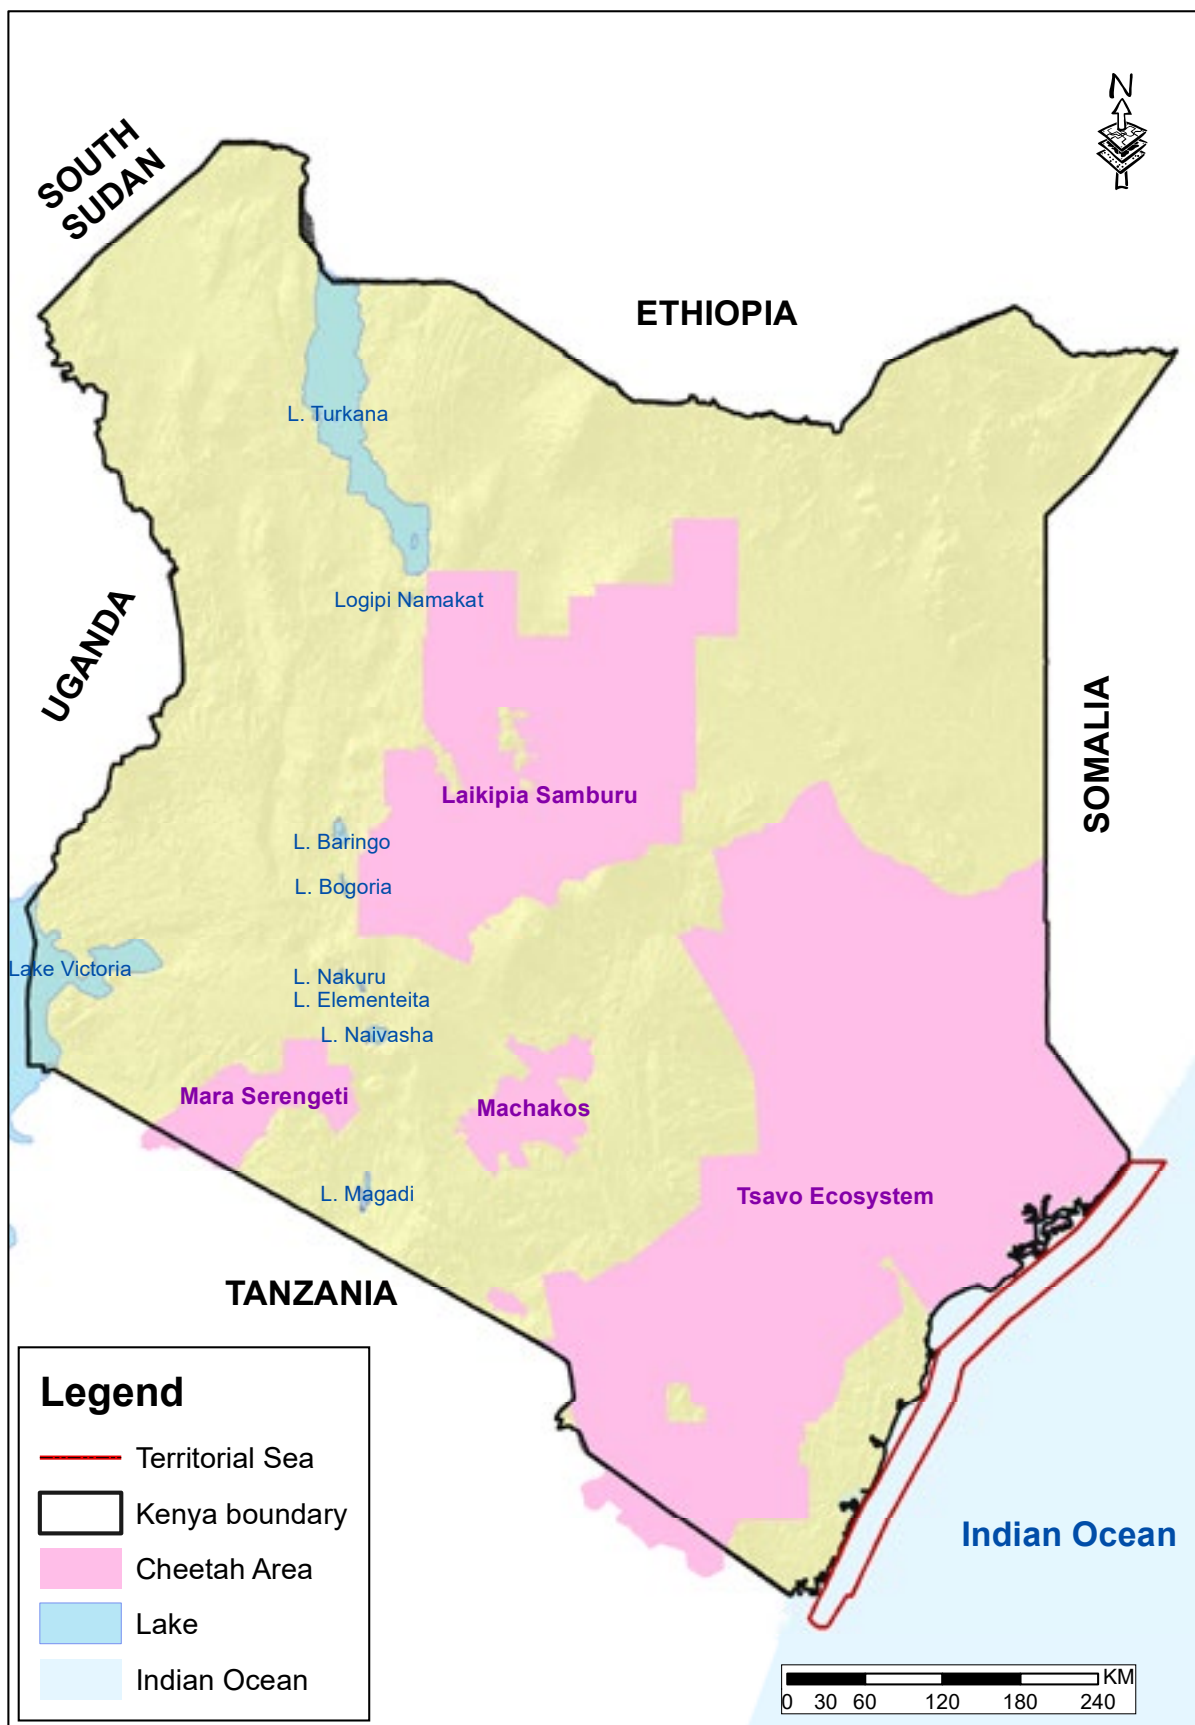 N
SOUTH
SUDAN
ETHIOPIA
L. Turkana
Logipi Namakat
UGANDA
SOMALIA
Laikipia Samburu
L. Baringo
L. Bogoria
Lake Victoria
L. Nakuru
L. Elementeita
L. Naivasha
Mara Serengeti
Machakos
L. Magadi
Tsavo Ecosystem
TANZANIA
Legend
Territorial Sea
Kenya boundary
Cheetah Area
Lake
Indian Ocean
Indian Ocean
KM
0 30 60 120 180 240